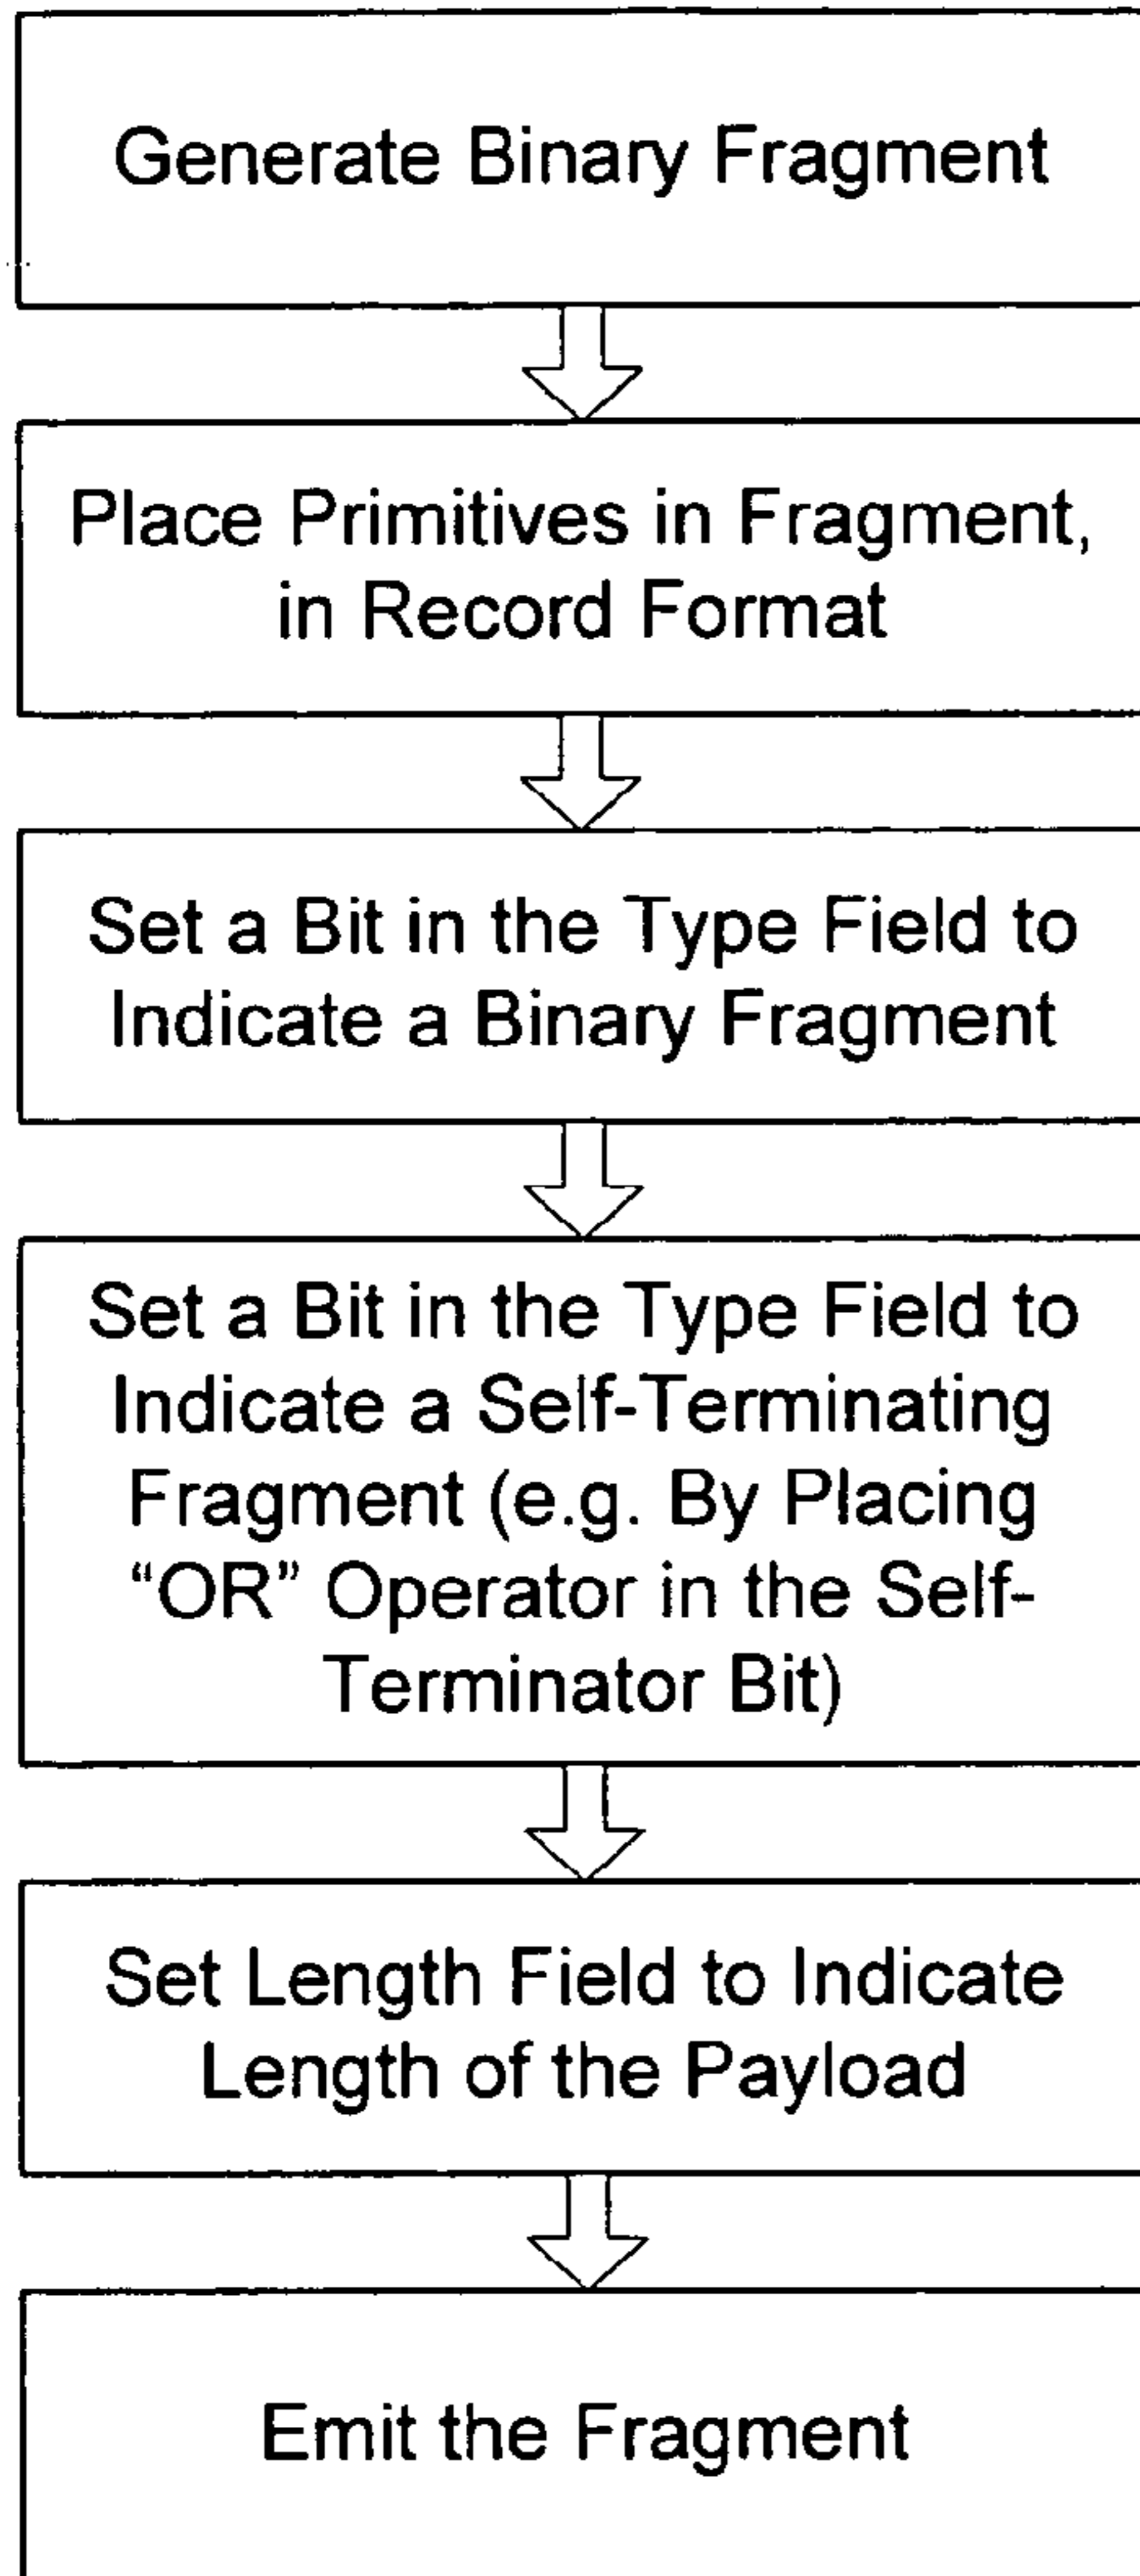 Generate Binary Fragment
Place Primitives in Fragment,
in Record Format
Set a Bit in the Type Field to
Indicate a Binary Fragment
Set a Bit in the Type Field to
Indicate a Self-Terminating
Fragment (e.g. By Placing
“OR” Operator in the Self-
Terminator Bit)
Set Length Field to Indicate
Length of the Payload
Emit the Fragment